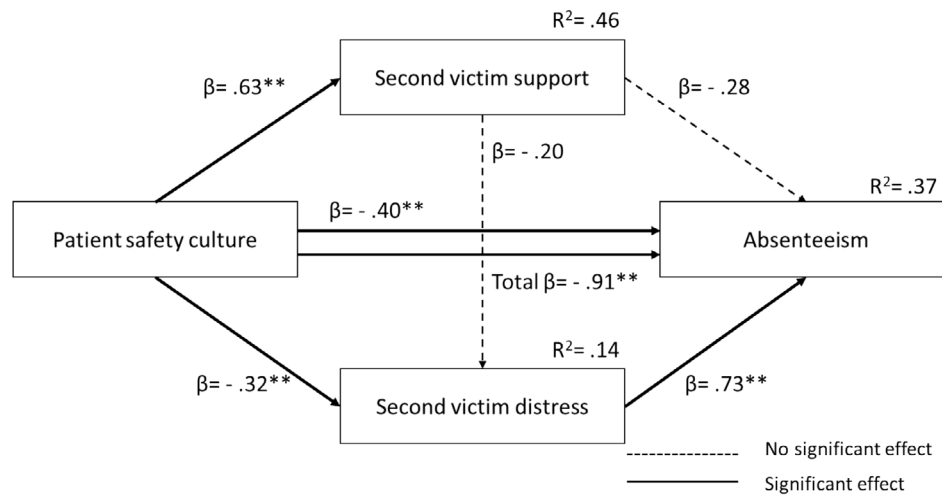 R²= .46
Second victim support
β= .63**
β= - .28
β= - .20
R²= .37
β= - .40**
Patient safety culture
Absenteeism
Total β= - .91**
R²= .14
β= - .32**
β= .73**
Second victim distress
No significant effect
Significant effect